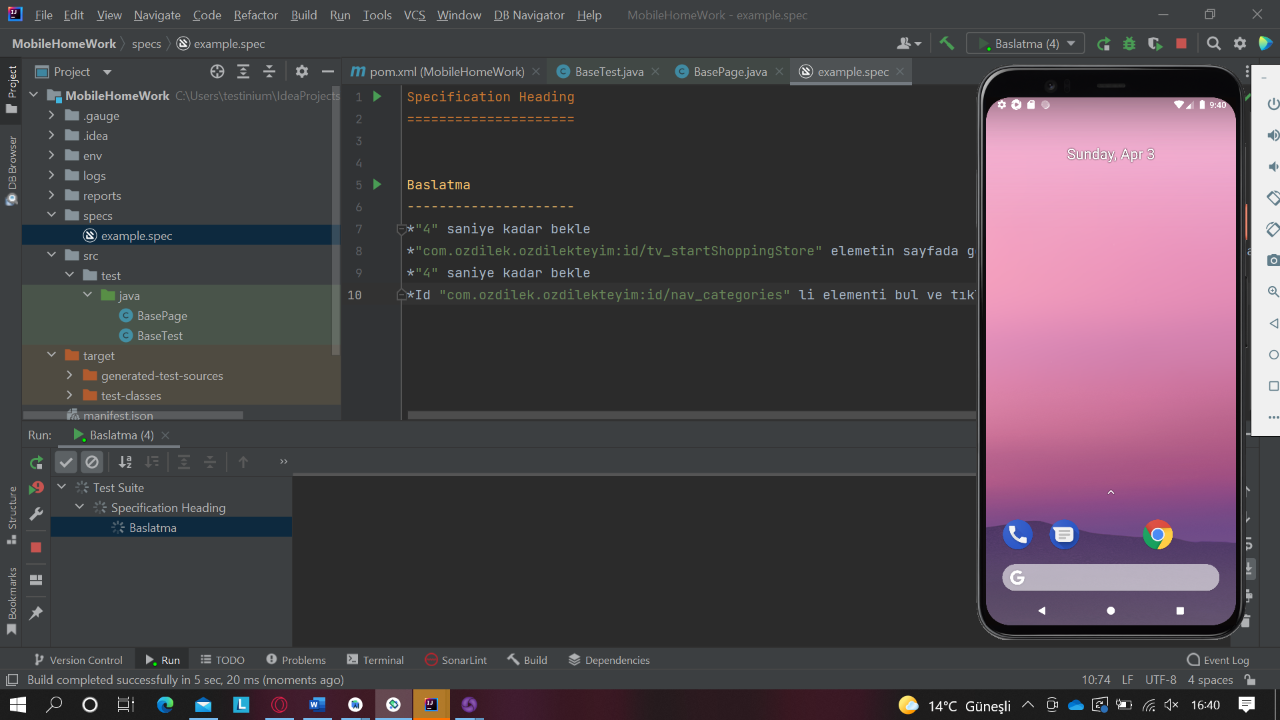 File Edit View Navigate Code Refactor Build Run Tools VCS Window DB Navigator Help MobileHomeWork - example.spec
MobileHomeWork specs example.spec Baslatma (4)
Project pom.xml (MobileHomeWork) BaseTest.java BasePage.java example.spec
Project
DB Browser
Structure
Bookmarks
MobileHomeWork C:\Users\testinium\IdeaProjects
.gauge
.idea
env
logs
reports
specs
example.spec
src
test
java
BasePage
BaseTest
target
generated-test-sources
test-classes
manifest.json
1 Specification Heading
2 =====================
3
4
5 Baslatma
6 ---------------------
7 *"4" saniye kadar bekle
8 *"com.ozdilek.ozdilekteyim:id/tv_startShoppingStore" elemetin sayfada
9 *"4" saniye kadar bekle
10 *Id "com.ozdilek.ozdilekteyim:id/nav_categories" li elementi bul ve
9:40
Sunday, Apr 3
Run: Baslatma (4)
Test Suite
Specification Heading
Baslatma
Version Control Run TODO Problems Terminal SonarLint Build Dependencies Event Log
Build completed successfully in 5 sec, 20 ms (moments ago) 10:74 LF UTF-8 4 spaces
14°C Güneşli 16:40